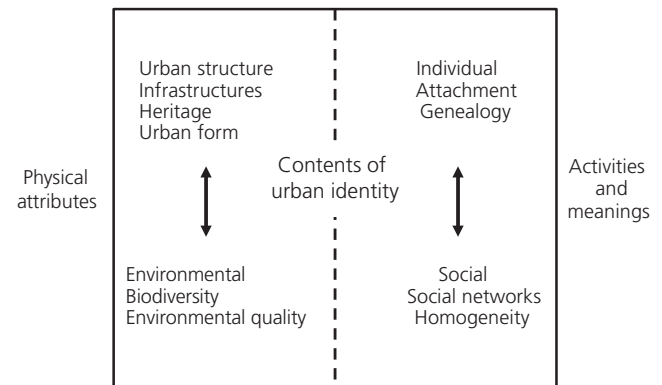 Urban structure
Infrastructures
Heritage
Urban form
Individual
Attachment
Genealogy
Physical
attributes
Contents of
urban identity
Activities
and
meanings
Environmental
Biodiversity
Environmental quality
Social
Social networks
Homogeneity